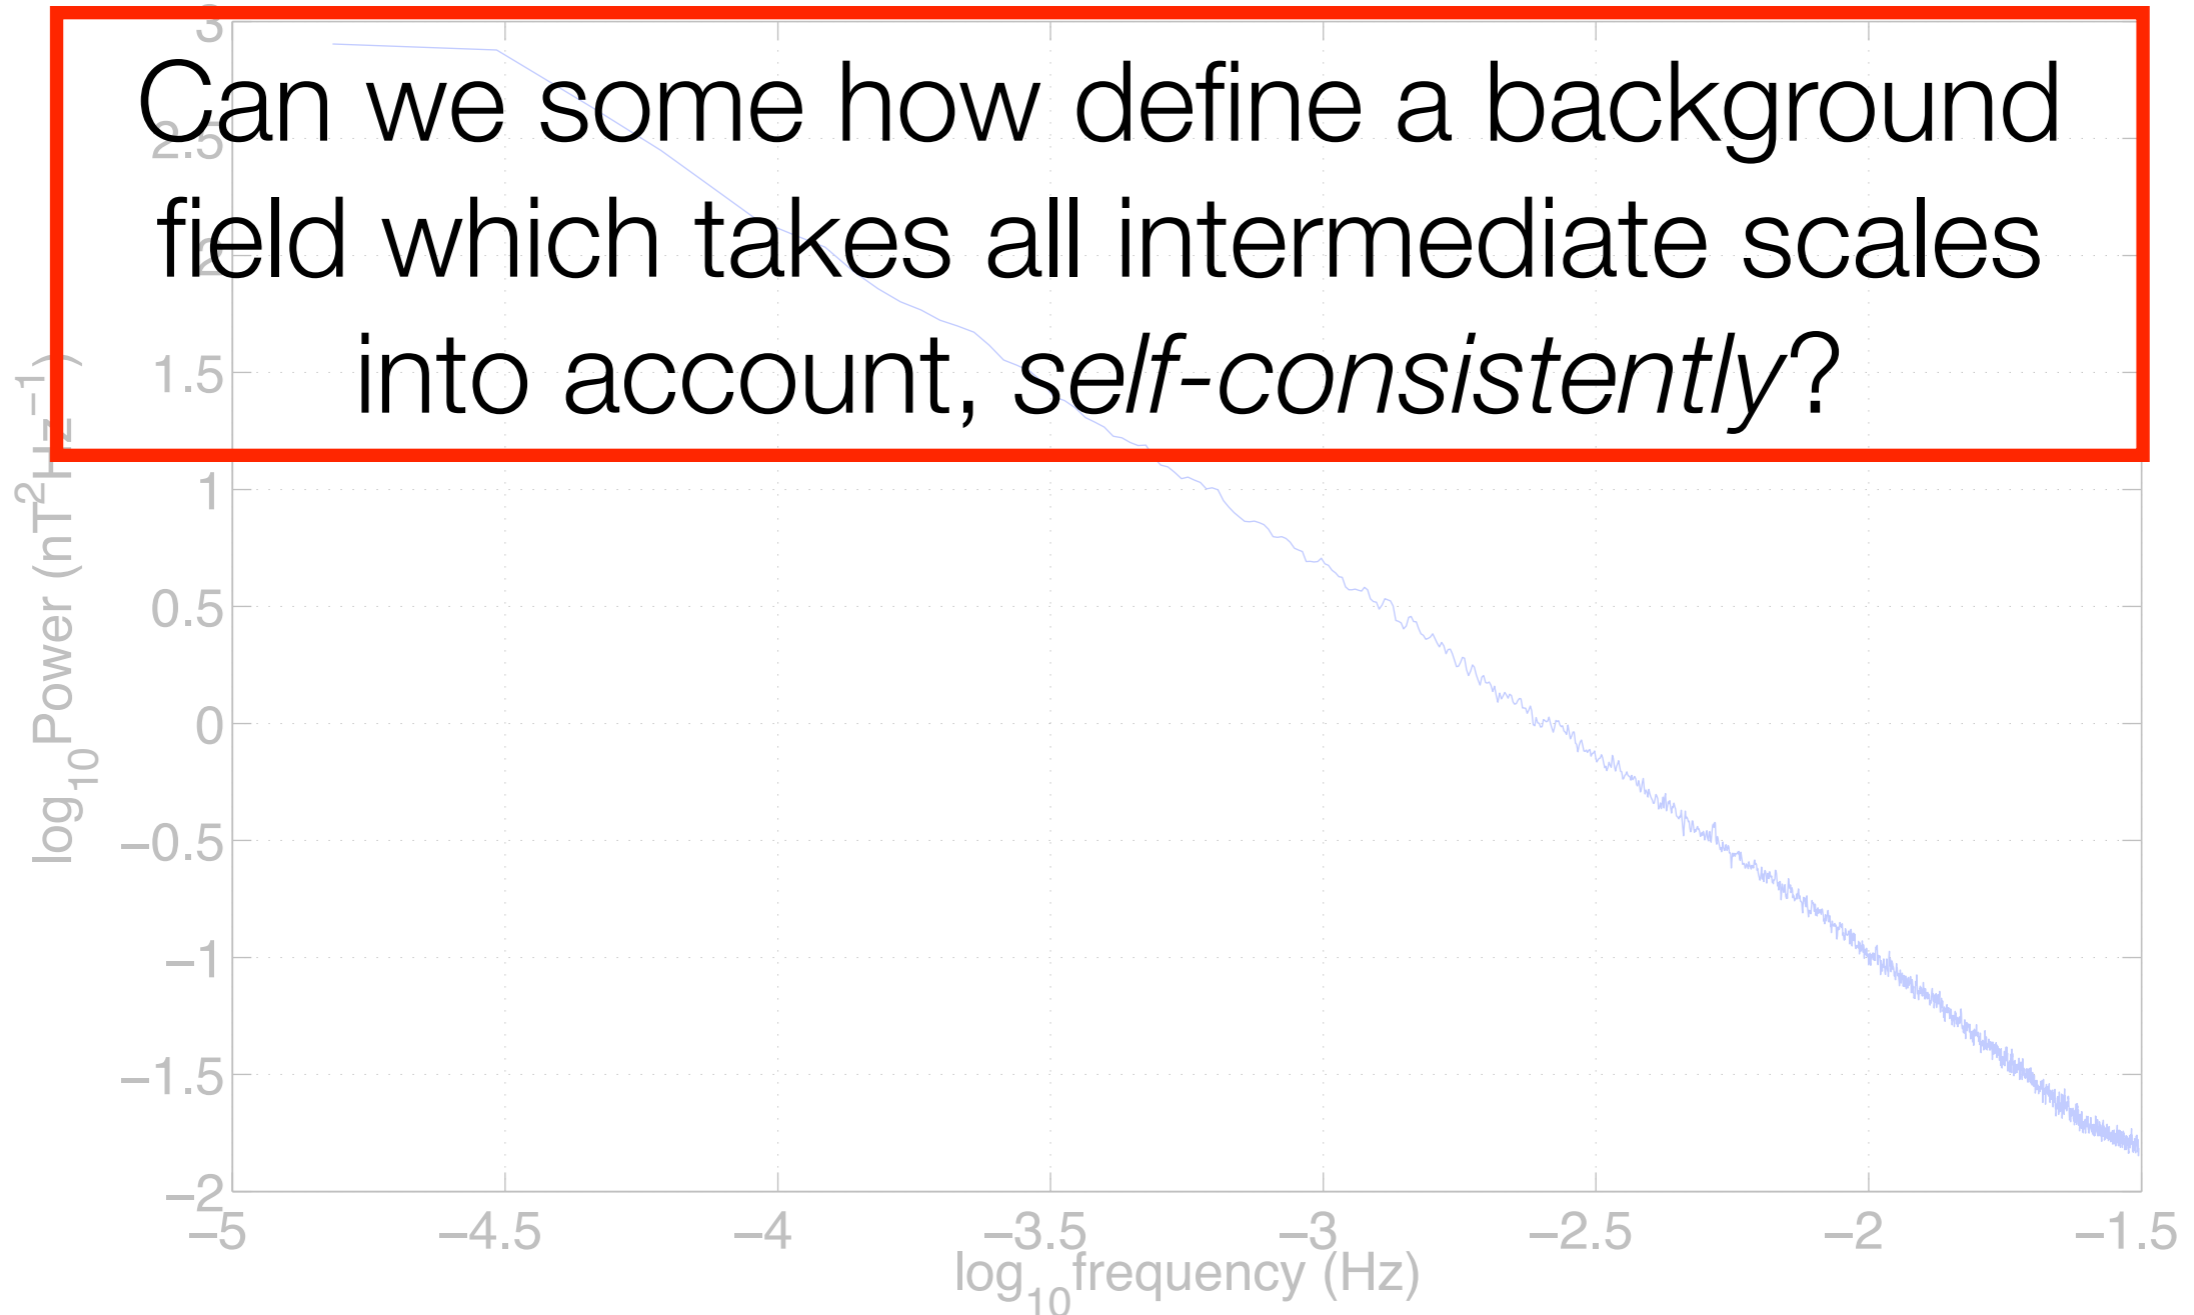 Can we some how define a background
field which takes all intermediate scales
into account, self-consistently?
log₁₀Power (nT²Hz⁻¹)
3
2.5
2
1.5
1
0.5
0
−0.5
−1
−1.5
−2
−5 −4.5 −4 −3.5 −3 −2.5 −2 −1.5
log₁₀frequency (Hz)